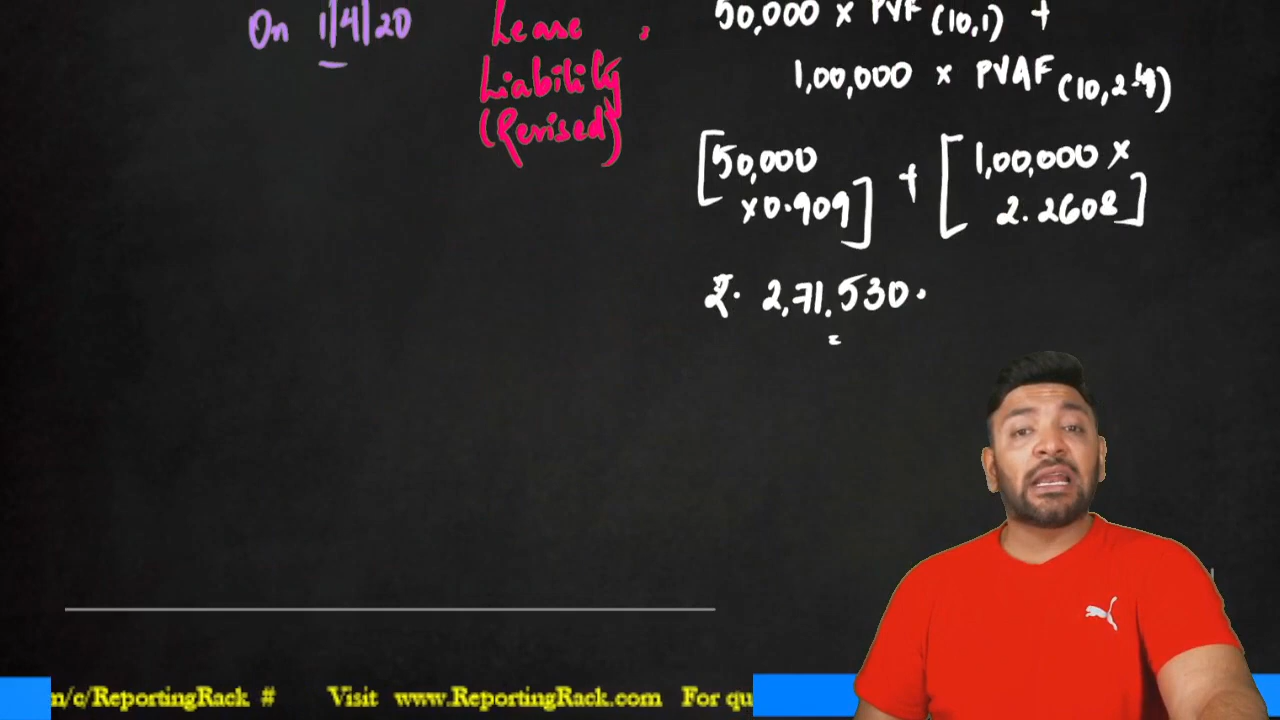 On 1/4/20
Lease
Liability
(Revised)
50,000 x PVF (10,1) +
1,00,000 x PVAF (10,2-4)
[50,000
x0.909] + [1,00,000 x
2.2608]
₹. 2,71,530.
m/c/ReportingRack # Visit www.ReportingRack.com For qu